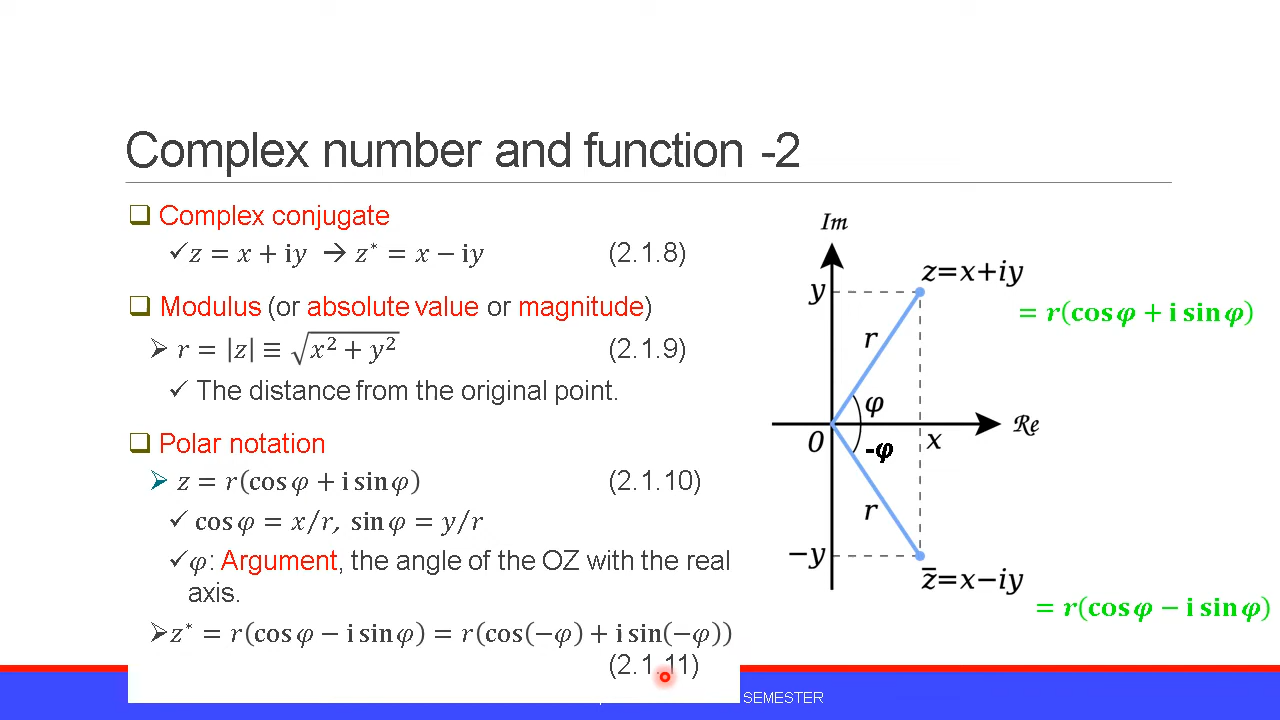 Complex number and function -2
❑ Complex conjugate
✓ z = x + iy → z* = x − iy (2.1.8)
❑ Modulus (or absolute value or magnitude)
➢ r = |z| ≡ √(x² + y²) (2.1.9)
✓ The distance from the original point.
❑ Polar notation
➢ z = r(cos φ + i sin φ) (2.1.10)
✓ cos φ = x/r, sin φ = y/r
✓ φ: Argument, the angle of the OZ with the real
axis.
➢ z* = r(cos φ − i sin φ) = r(cos(−φ) + i sin(−φ))
(2.1.11)
Im
y
z=x+iy
= r(cos φ + i sin φ)
r
φ
0
x
Re
-φ
r
−y
z̄=x−iy
= r(cos φ − i sin φ)
SEMESTER